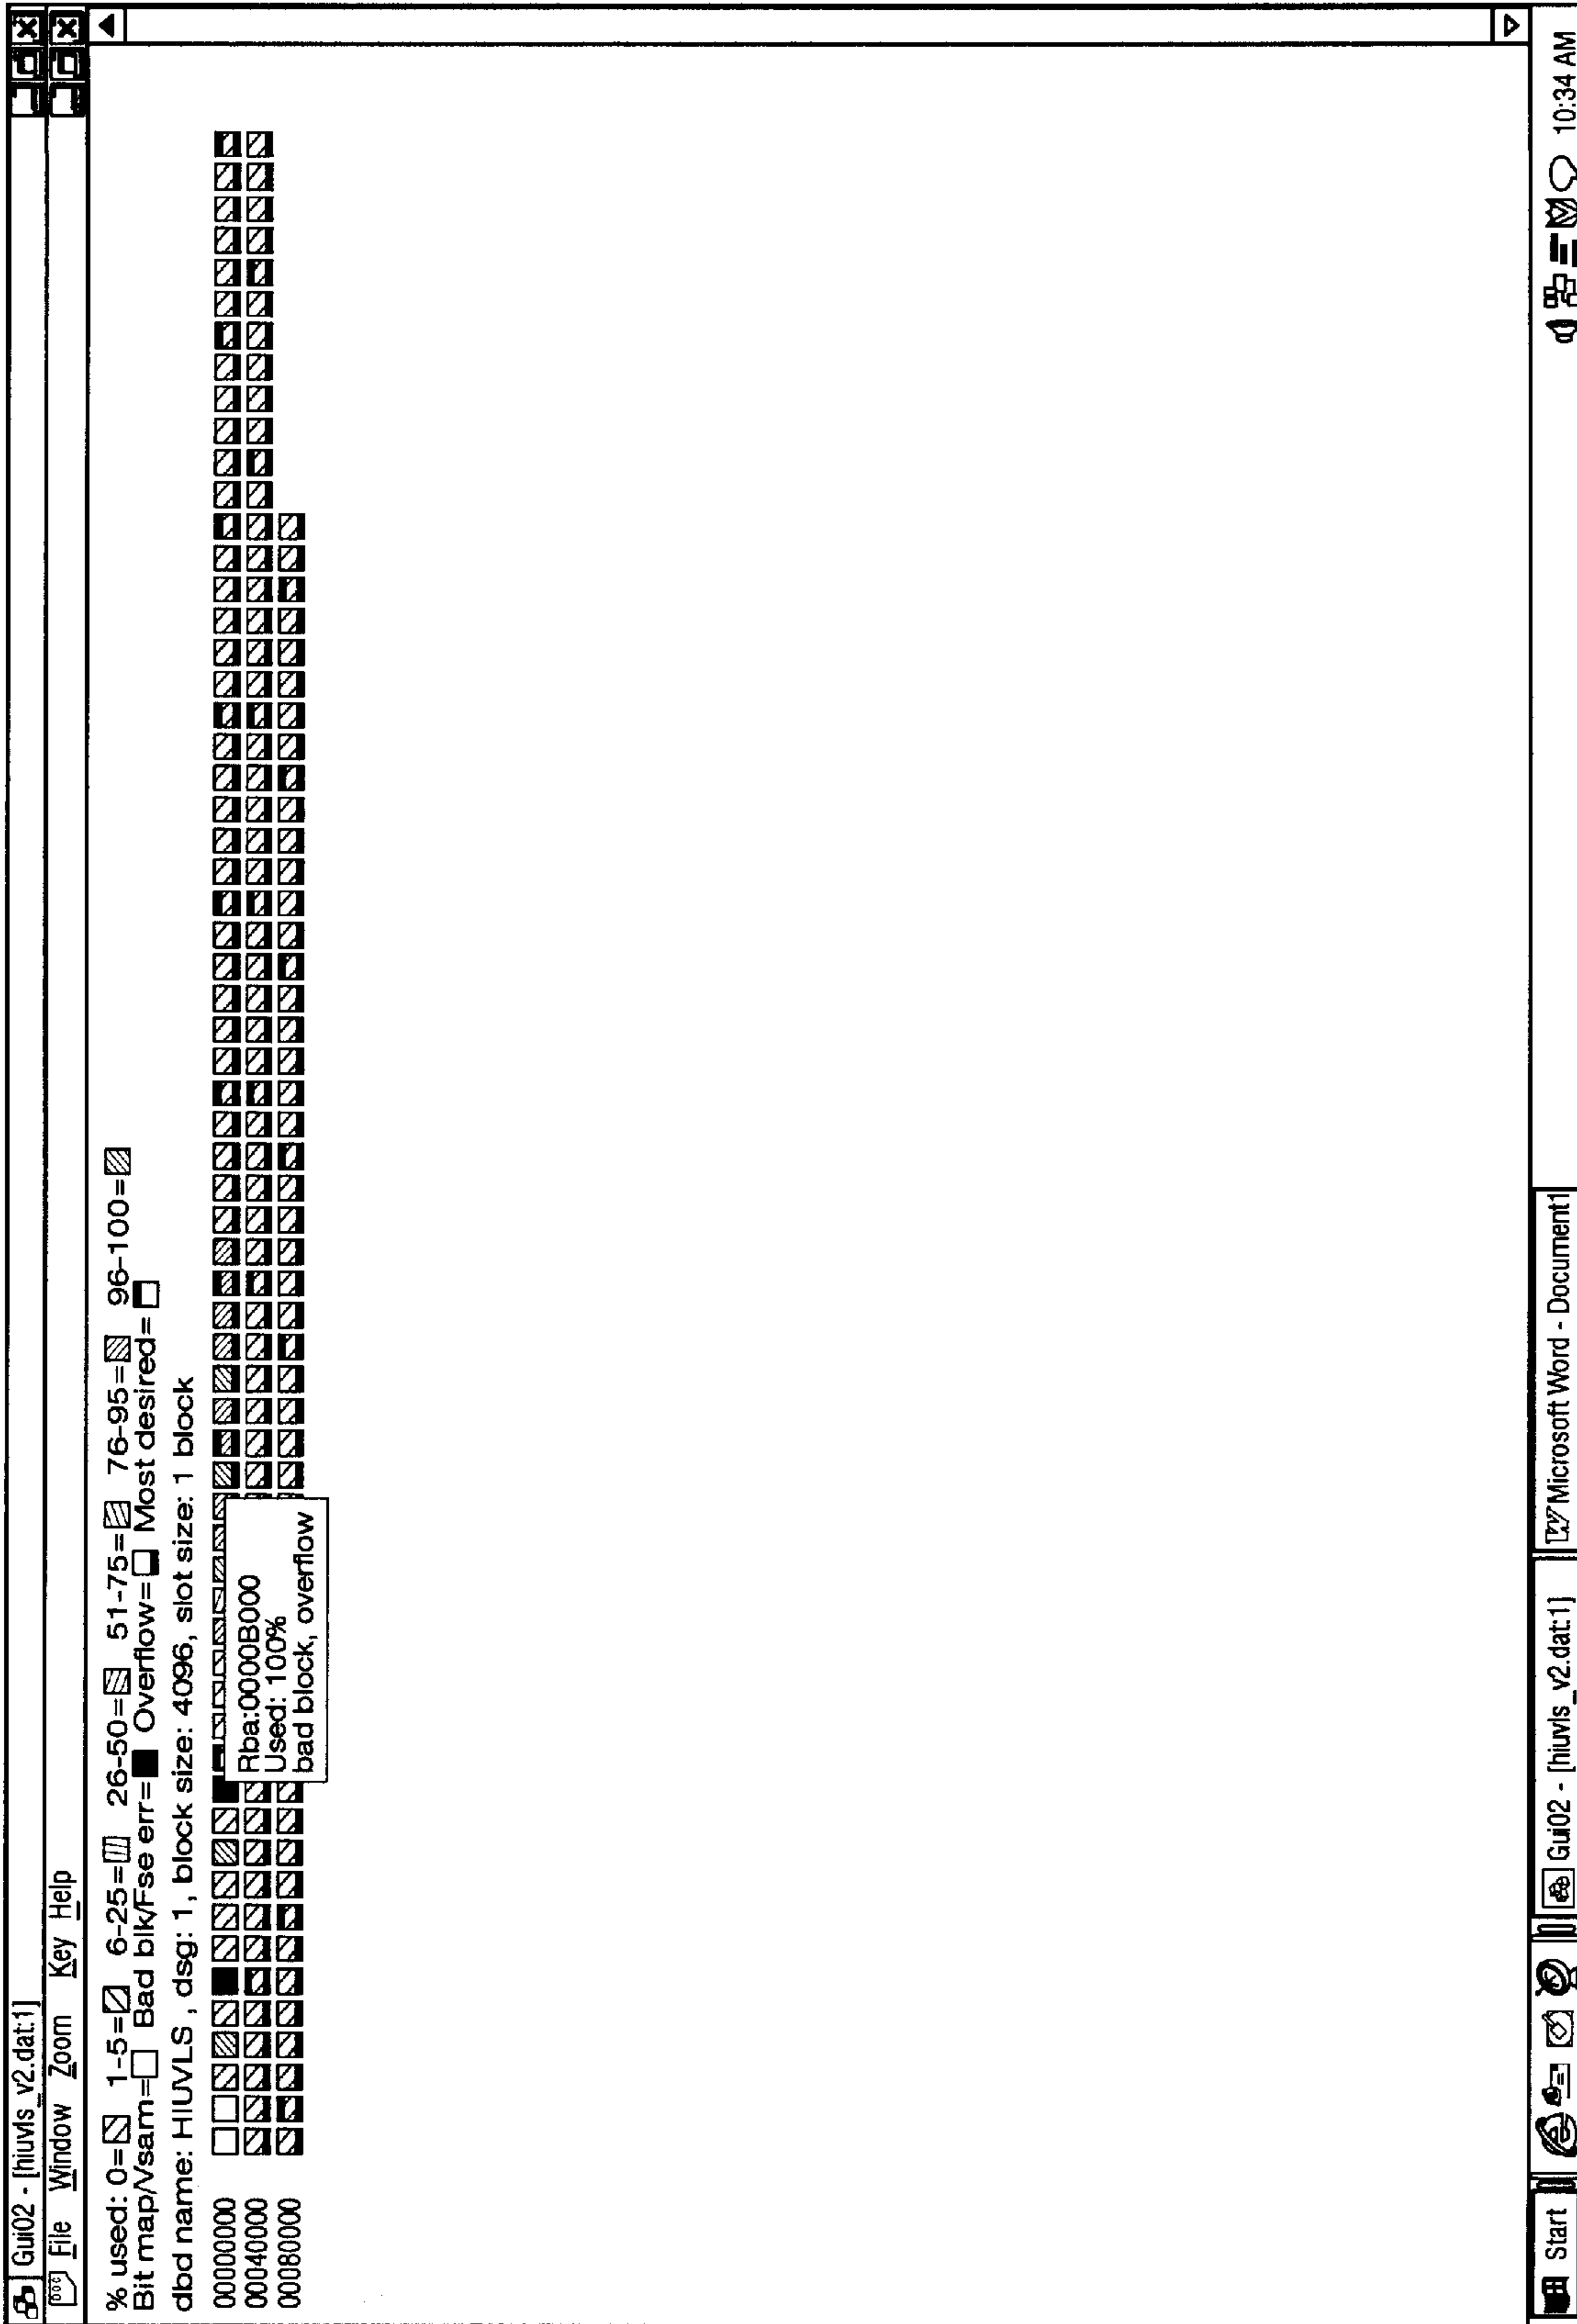 Gui02 - [hiuvls_v2.dat:1]
File Window Zoom Key Help
% used: 0= 1-5= 6-25= 26-50= 51-75= 76-95= 96-100=
Bit map/Vsam= Bad blk/Fse err= Overflow= Most desired=
dbd name: HIUVLS , dsg: 1, block size: 4096, slot size: 1 block
00000000
00040000
00080000
Rba:0000B000
Used: 100%
bad block, overflow
Start
Gui02 - [hiuvls_v2.dat:1]
Microsoft Word - Document1
10:34 AM